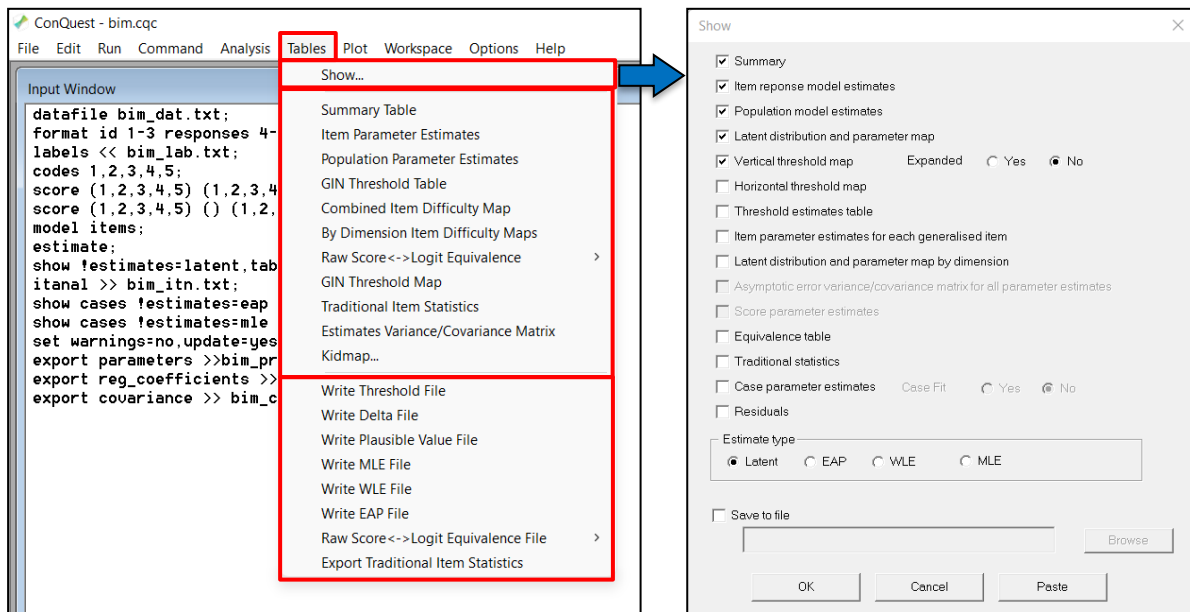 ConQuest - bim.cqc
File Edit Run Command Analysis Tables Plot Workspace Options Help
Input Window
datafile bim_dat.txt;
format id 1-3 responses 4-
labels << bim_lab.txt;
codes 1,2,3,4,5;
score (1,2,3,4,5) (1,2,3,4
score (1,2,3,4,5) () (1,2,
model items;
estimate;
show !estimates=latent,tab
itanal >> bim_itn.txt;
show cases !estimates=eap
show cases !estimates=mle
set warnings=no,update=yes
export parameters >>bim_pr
export reg_coefficients >>
export covariance >> bim_c
Show...
Summary Table
Item Parameter Estimates
Population Parameter Estimates
GIN Threshold Table
Combined Item Difficulty Map
By Dimension Item Difficulty Maps
Raw Score<->Logit Equivalence >
GIN Threshold Map
Traditional Item Statistics
Estimates Variance/Covariance Matrix
Kidmap...
Write Threshold File
Write Delta File
Write Plausible Value File
Write MLE File
Write WLE File
Write EAP File
Raw Score<->Logit Equivalence File >
Export Traditional Item Statistics
Show
Summary
Item reponse model estimates
Population model estimates
Latent distribution and parameter map
Vertical threshold map Expanded Yes No
Horizontal threshold map
Threshold estimates table
Item parameter estimates for each generalised item
Latent distribution and parameter map by dimension
Asymptotic error variance/covariance matrix for all parameter estimates
Score parameter estimates
Equivalence table
Traditional statistics
Case parameter estimates Case Fit Yes No
Residuals
Estimate type
Latent EAP WLE MLE
Save to file
Browse
OK Cancel Paste